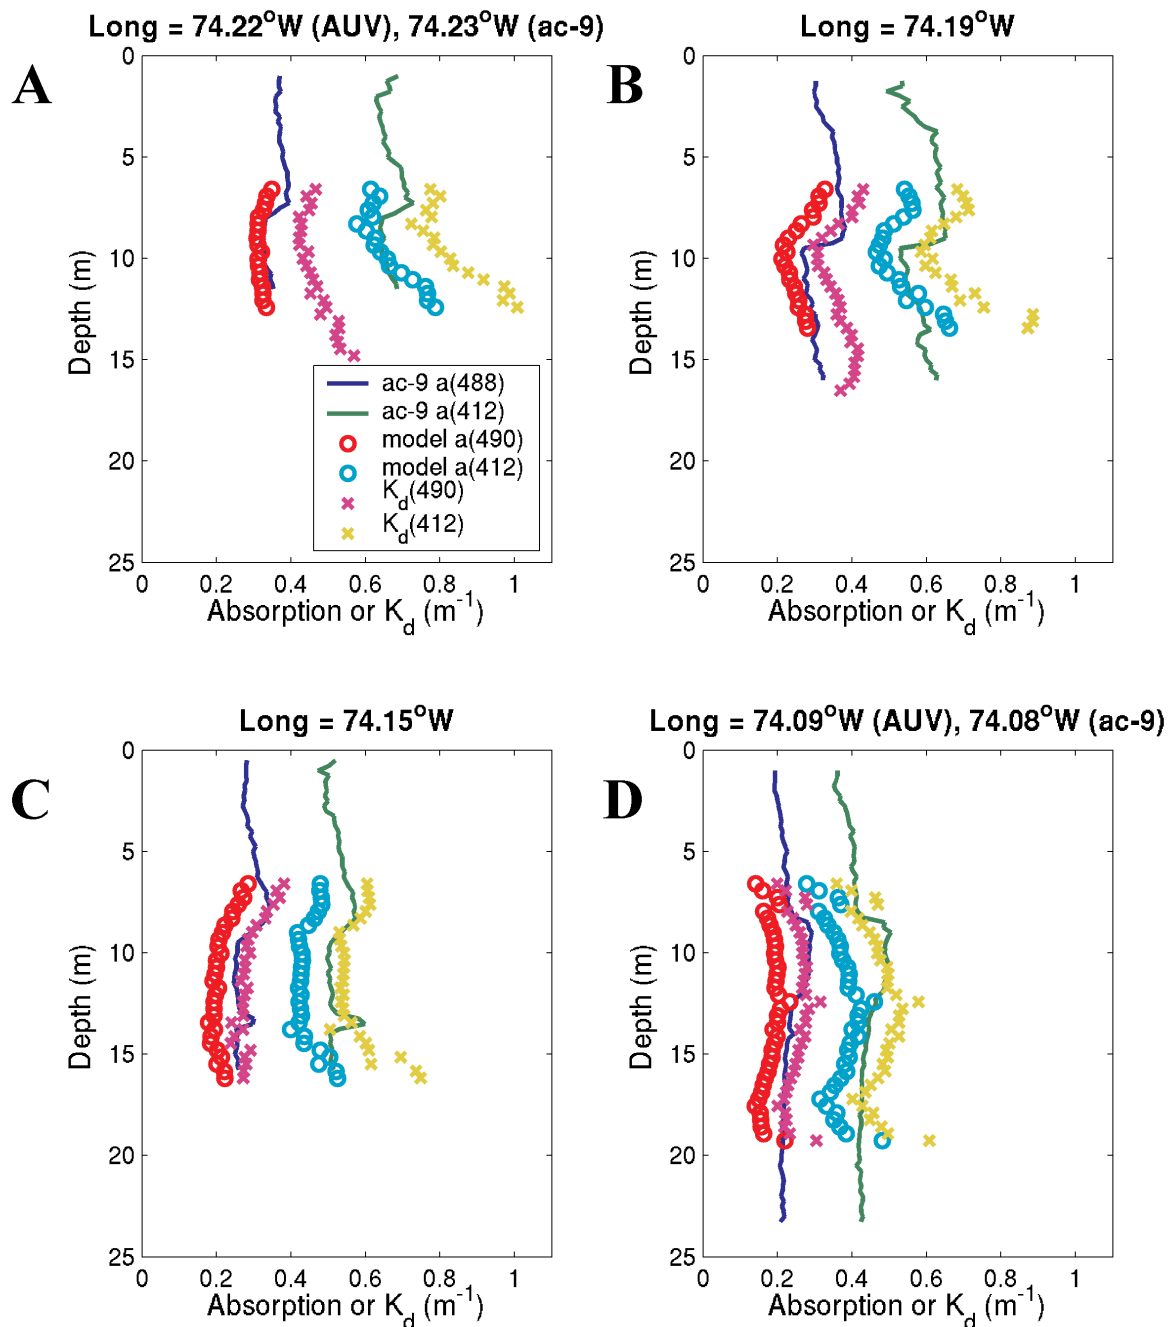 Long = 74.22°W (AUV), 74.23°W (ac-9)
A
0
5
10
15
20
25
Depth (m)
ac-9 a(488)
ac-9 a(412)
model a(490)
model a(412)
K_d(490)
K_d(412)
0 0.2 0.4 0.6 0.8 1
Absorption or K_d (m⁻¹)
Long = 74.19°W
B
0
5
10
15
20
25
Depth (m)
0 0.2 0.4 0.6 0.8 1
Absorption or K_d (m⁻¹)
Long = 74.15°W
C
0
5
10
15
20
25
Depth (m)
0 0.2 0.4 0.6 0.8 1
Absorption or K_d (m⁻¹)
Long = 74.09°W (AUV), 74.08°W (ac-9)
D
0
5
10
15
20
25
Depth (m)
0 0.2 0.4 0.6 0.8 1
Absorption or K_d (m⁻¹)